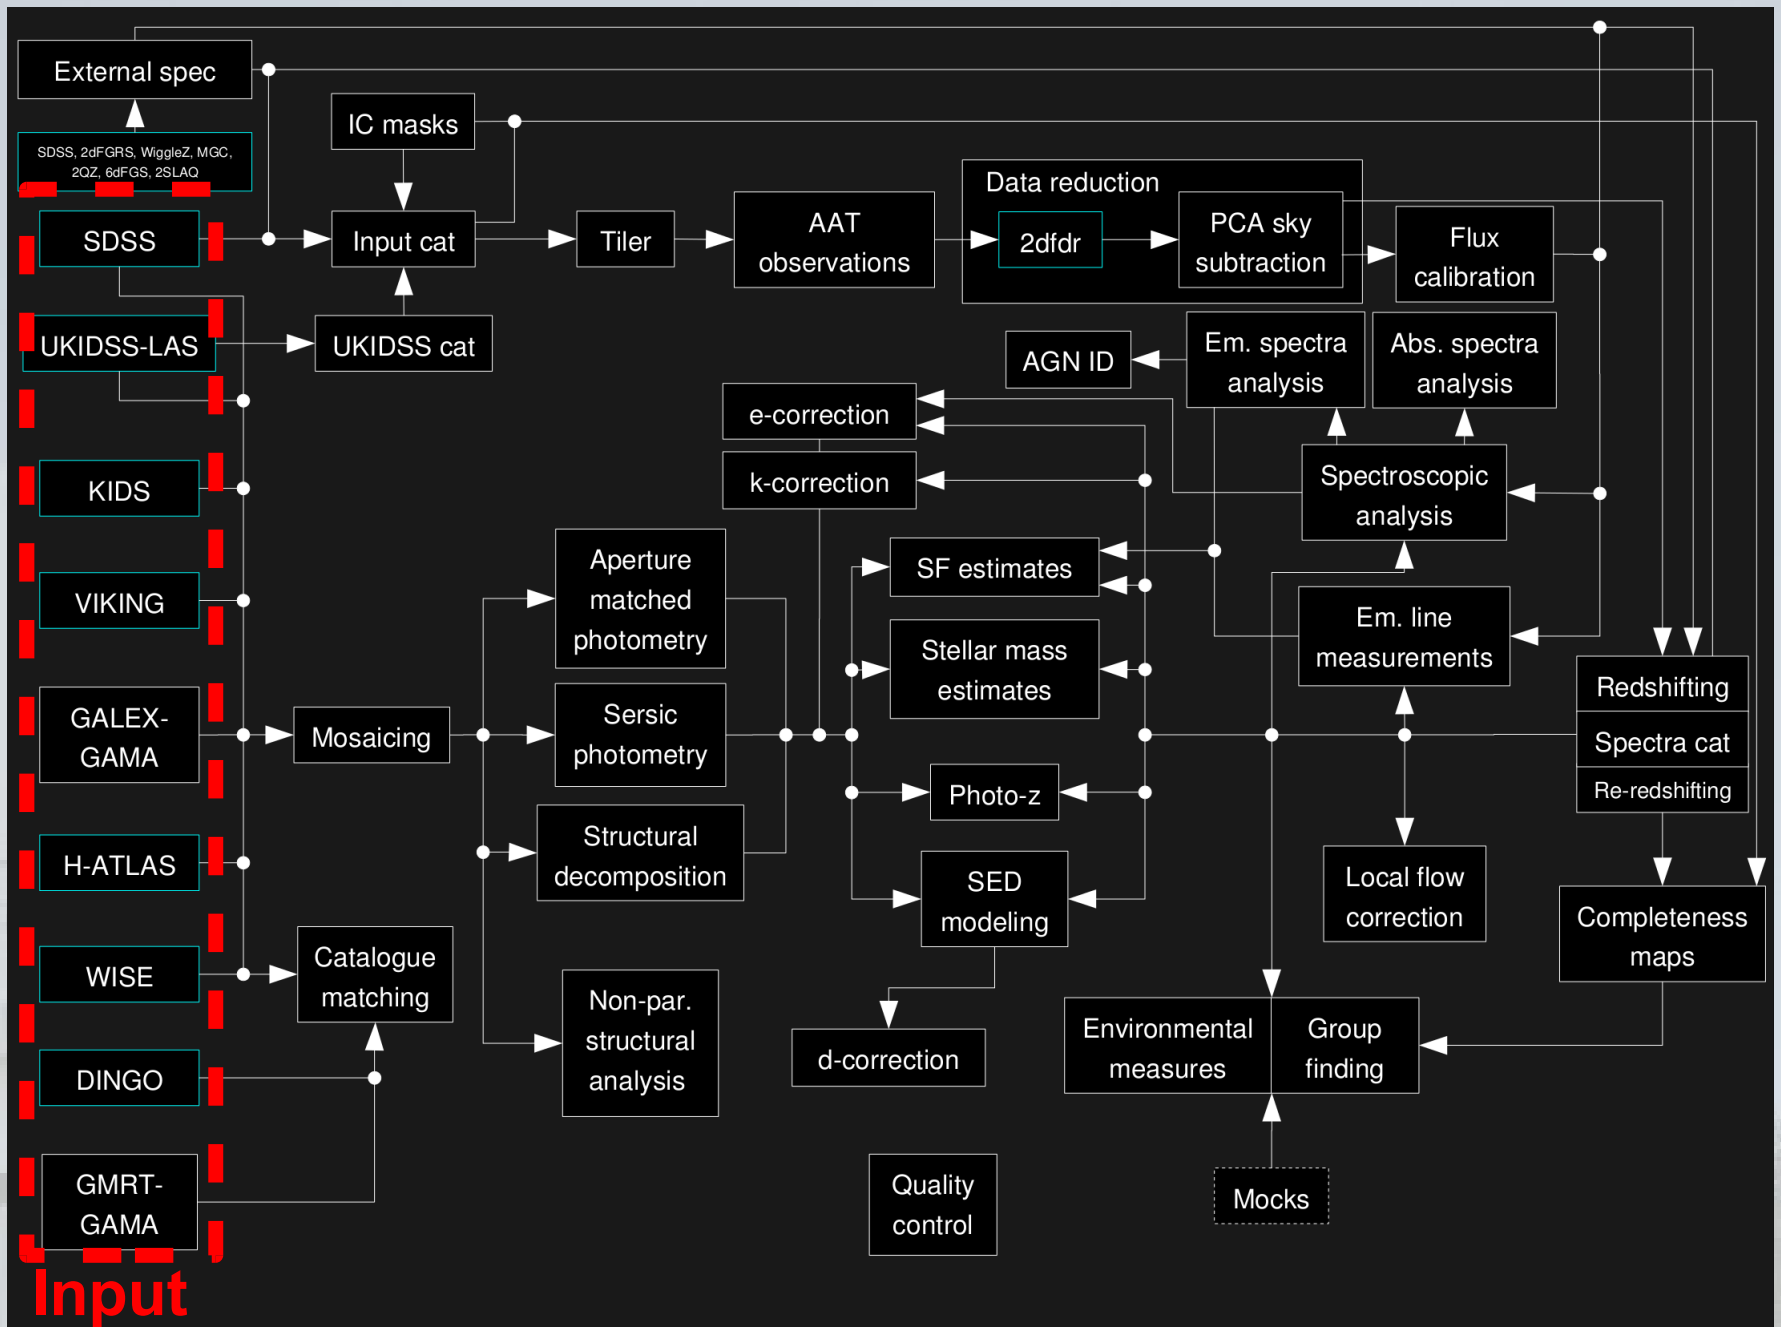 External spec
SDSS, 2dFGRS, WiggleZ, MGC,
2QZ, 6dFGS, 2SLAQ
IC masks
SDSS
Input cat
Tiler
AAT
observations
Data reduction
2dfdr
PCA sky
subtraction
Flux
calibration
UKIDSS-LAS
UKIDSS cat
AGN ID
Em. spectra
analysis
Abs. spectra
analysis
e-correction
k-correction
Spectroscopic
analysis
KIDS
VIKING
Aperture
matched
photometry
SF estimates
Em. line
measurements
Stellar mass
estimates
GALEX-
GAMA
Mosaicing
Sersic
photometry
Redshifting
Spectra cat
Re-redshifting
Photo-z
H-ATLAS
Structural
decomposition
SED
modeling
Local flow
correction
Completeness
maps
WISE
Catalogue
matching
Non-par.
structural
analysis
d-correction
Environmental
measures
Group
finding
DINGO
GMRT-
GAMA
Quality
control
Mocks
Input